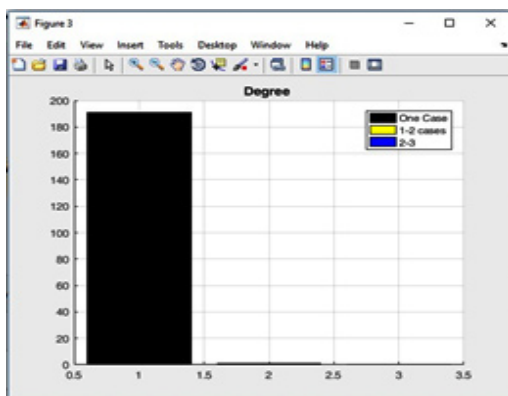 Figure 3
File Edit View Insert Tools Desktop Window Help
Degree
One Case
1-2 cases
2-3
200
180
160
140
120
100
80
60
40
20
0
0.5 1 1.5 2 2.5 3 3.5